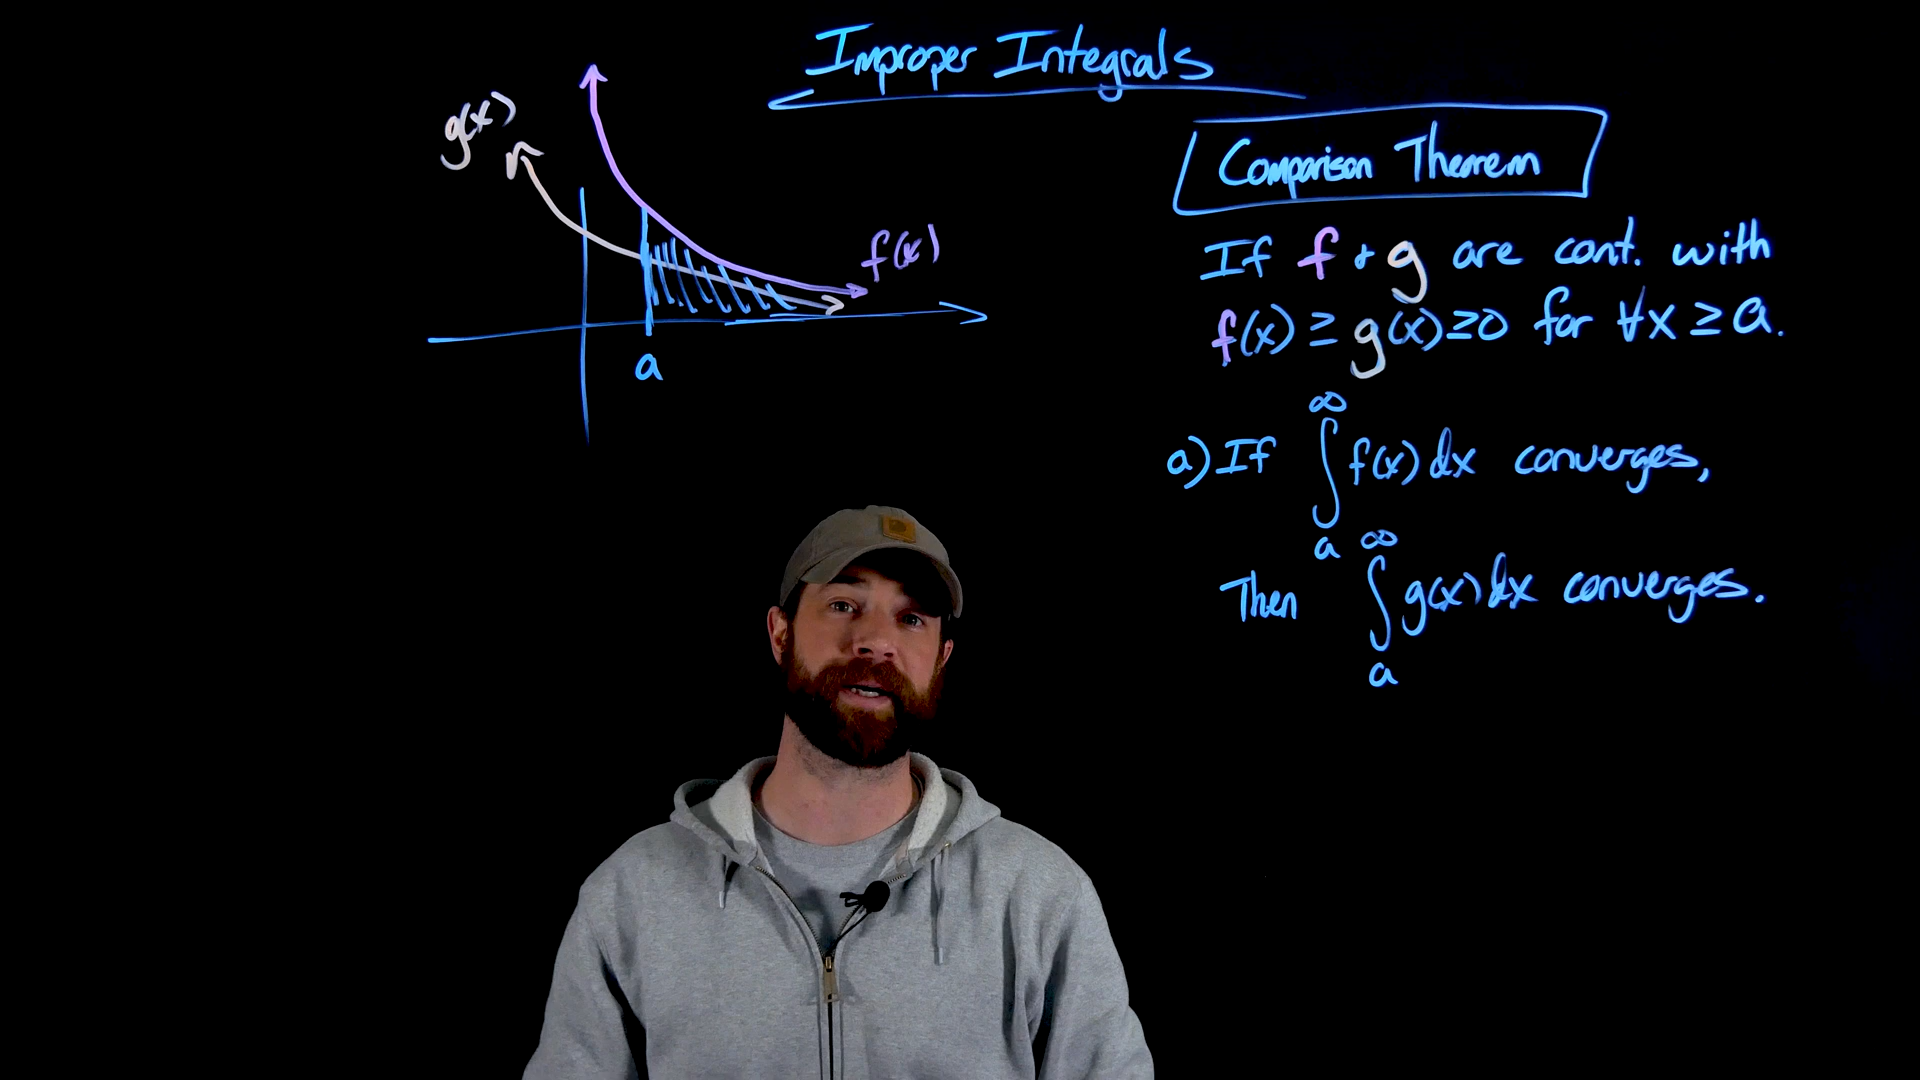 Improper Integrals
g(x)
f(x)
a
Comparison Theorem
If f + g are cont. with
f(x) ≥ g(x) ≥ 0 for ∀x ≥ a.
a) If ∫_a^∞ f(x) dx converges,
Then ∫_a^∞ g(x) dx converges.